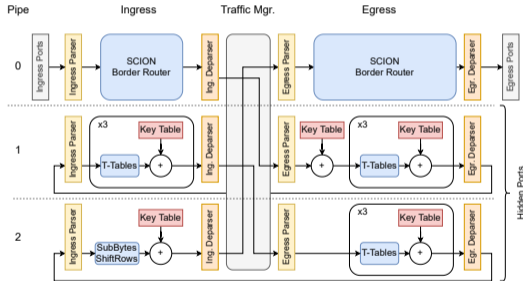 Pipe
Ingress
Traffic Mgr.
Egress
0
Ingress Ports
Ingress Parser
SCION
Border Router
Ing. Deparser
Egress Parser
SCION
Border Router
Egr. Deparser
Egress Ports
1
Ingress Parser
x3
Key Table
T-Tables
+
Ing. Deparser
Egress Parser
Key Table
+
x3
Key Table
T-Tables
+
Egr. Deparser
Hidden Ports
2
Ingress Parser
SubBytes
ShiftRows
Key Table
+
Ing. Deparser
Egress Parser
x3
Key Table
T-Tables
+
Egr. Deparser